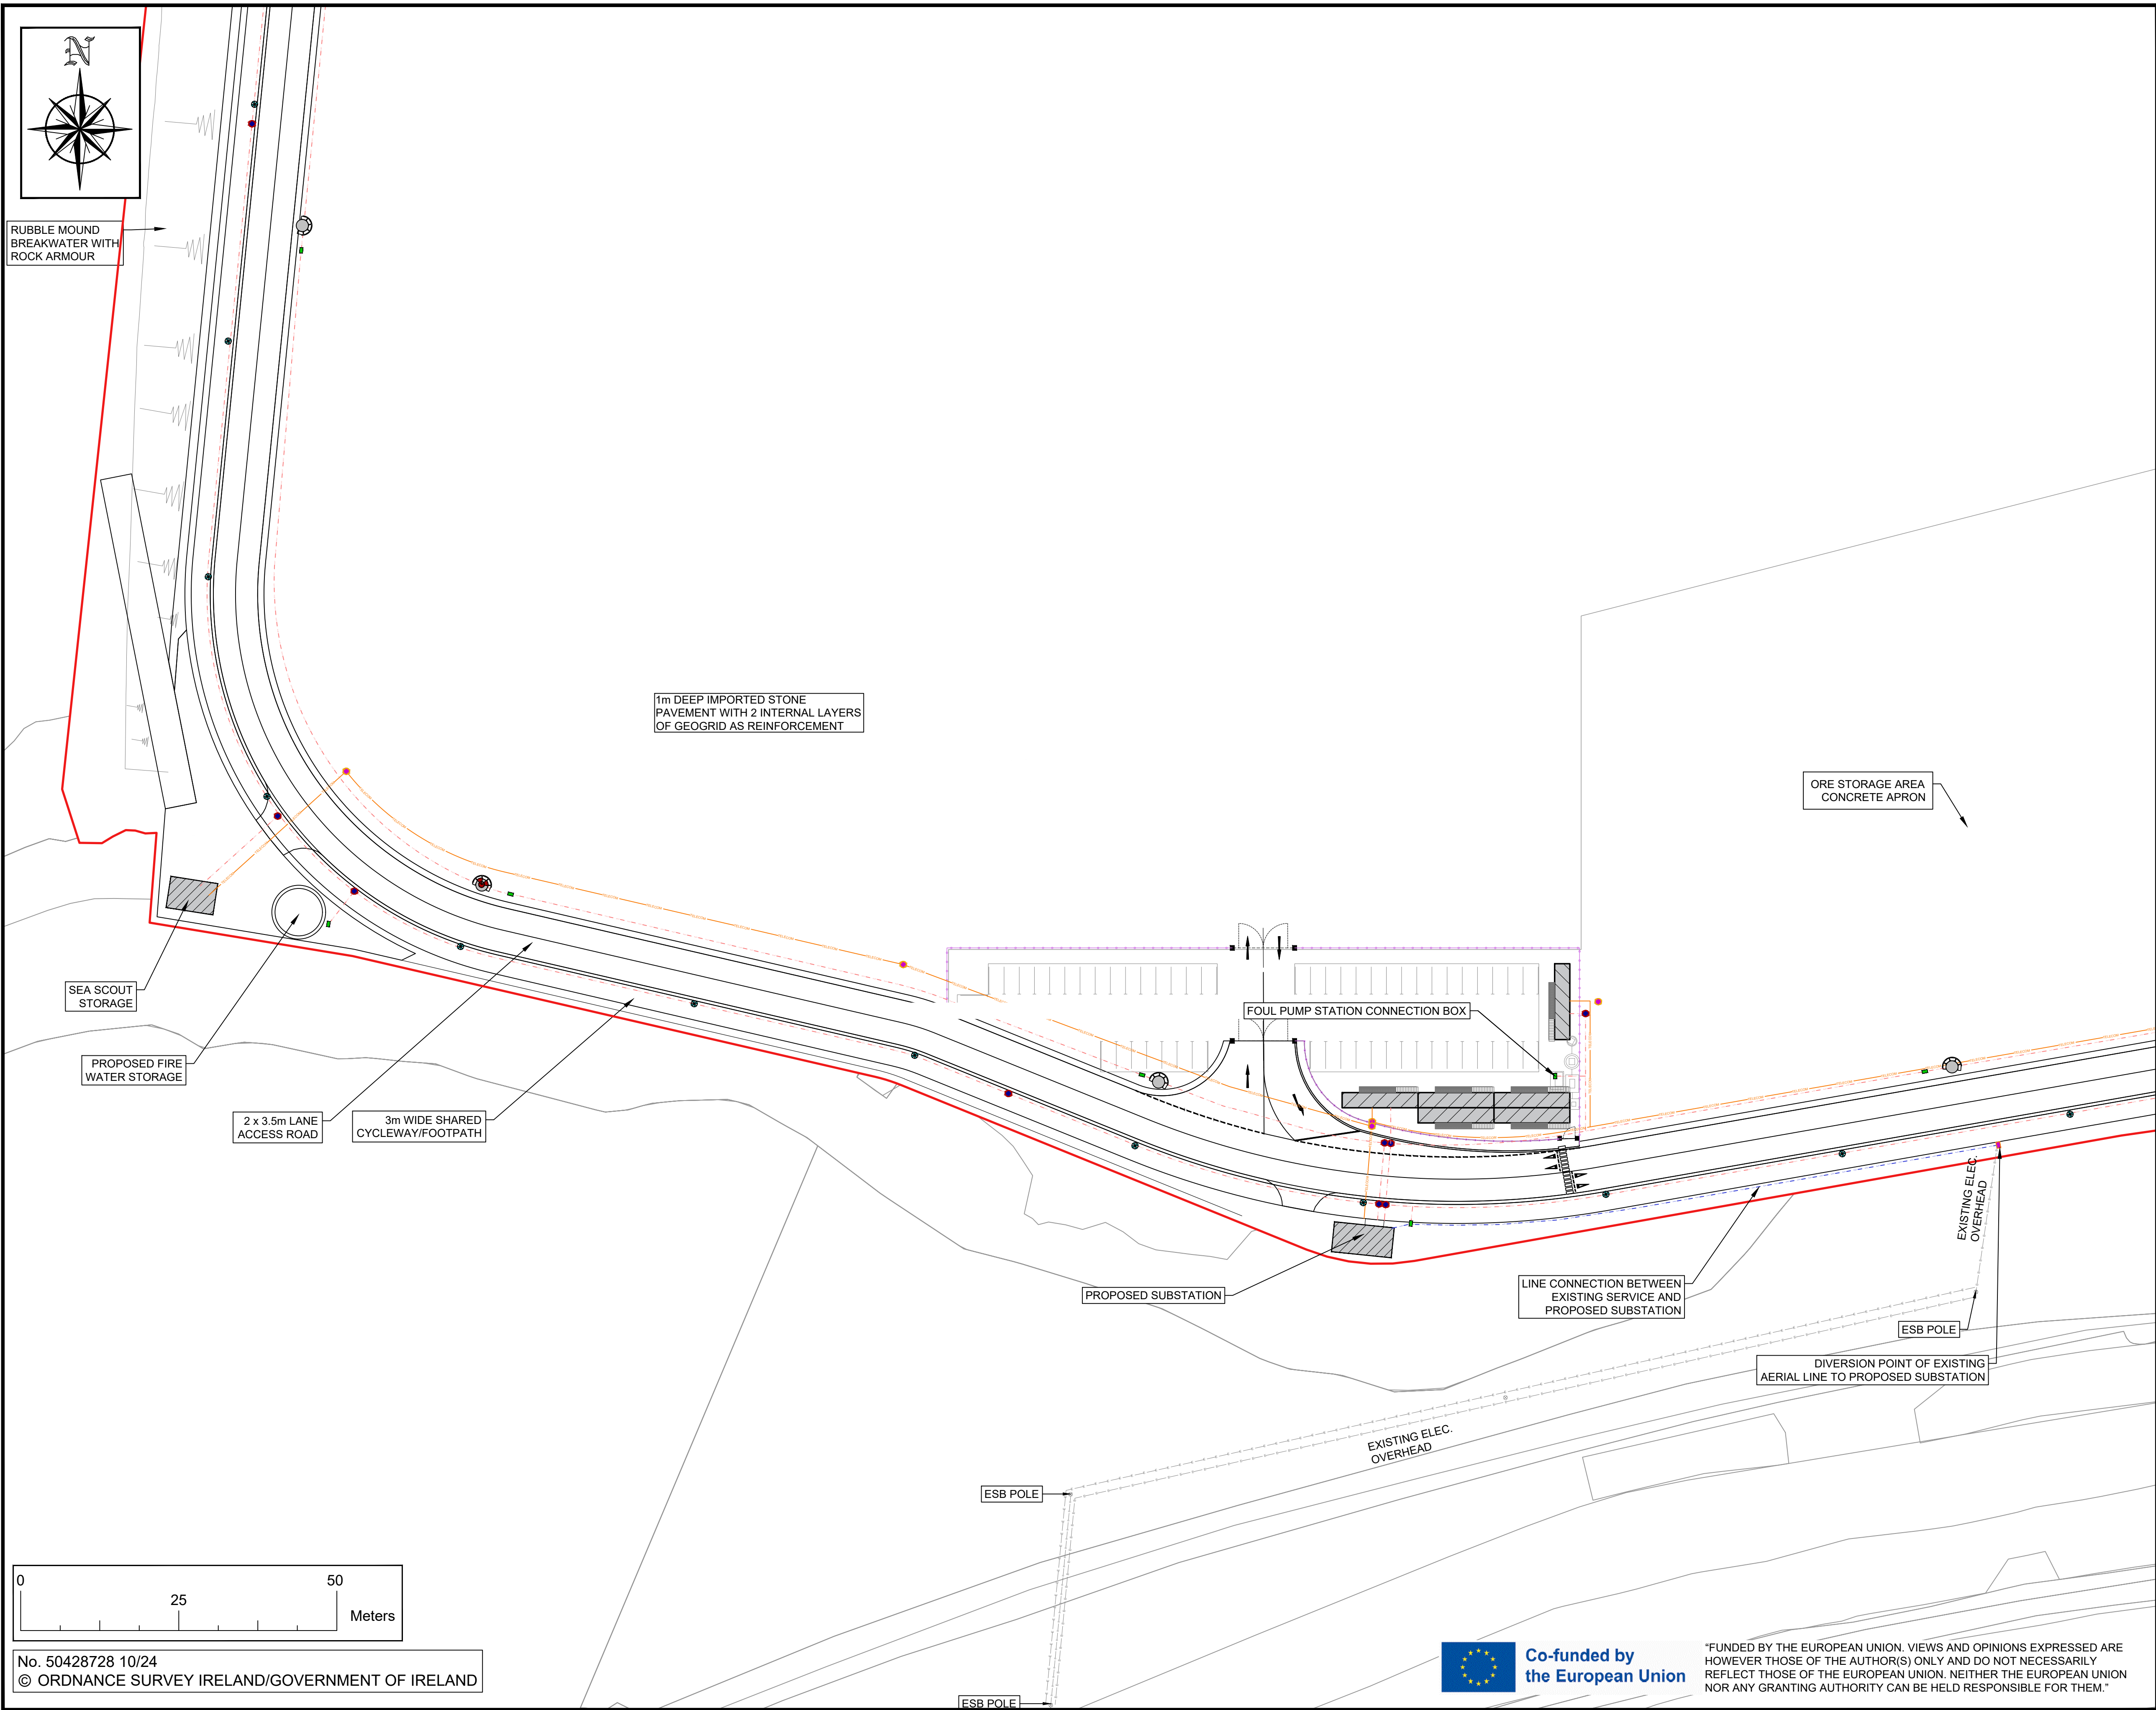 N
RUBBLE MOUND
BREAKWATER WITH
ROCK ARMOUR
1m DEEP IMPORTED STONE
PAVEMENT WITH 2 INTERNAL LAYERS
OF GEOGRID AS REINFORCEMENT
ORE STORAGE AREA
CONCRETE APRON
SEA SCOUT
STORAGE
FOUL PUMP STATION CONNECTION BOX
PROPOSED FIRE
WATER STORAGE
2 x 3.5m LANE
ACCESS ROAD
3m WIDE SHARED
CYCLEWAY/FOOTPATH
EXISTING ELEC.
OVERHEAD
PROPOSED SUBSTATION
LINE CONNECTION BETWEEN
EXISTING SERVICE AND
PROPOSED SUBSTATION
ESB POLE
DIVERSION POINT OF EXISTING
AERIAL LINE TO PROPOSED SUBSTATION
EXISTING ELEC.
OVERHEAD
ESB POLE
0
50
25
Meters
No. 50428728 10/24
© ORDNANCE SURVEY IRELAND/GOVERNMENT OF IRELAND
ESB POLE
Co-funded by
the European Union
"FUNDED BY THE EUROPEAN UNION. VIEWS AND OPINIONS EXPRESSED ARE
HOWEVER THOSE OF THE AUTHOR(S) ONLY AND DO NOT NECESSARILY
REFLECT THOSE OF THE EUROPEAN UNION. NEITHER THE EUROPEAN UNION
NOR ANY GRANTING AUTHORITY CAN BE HELD RESPONSIBLE FOR THEM."